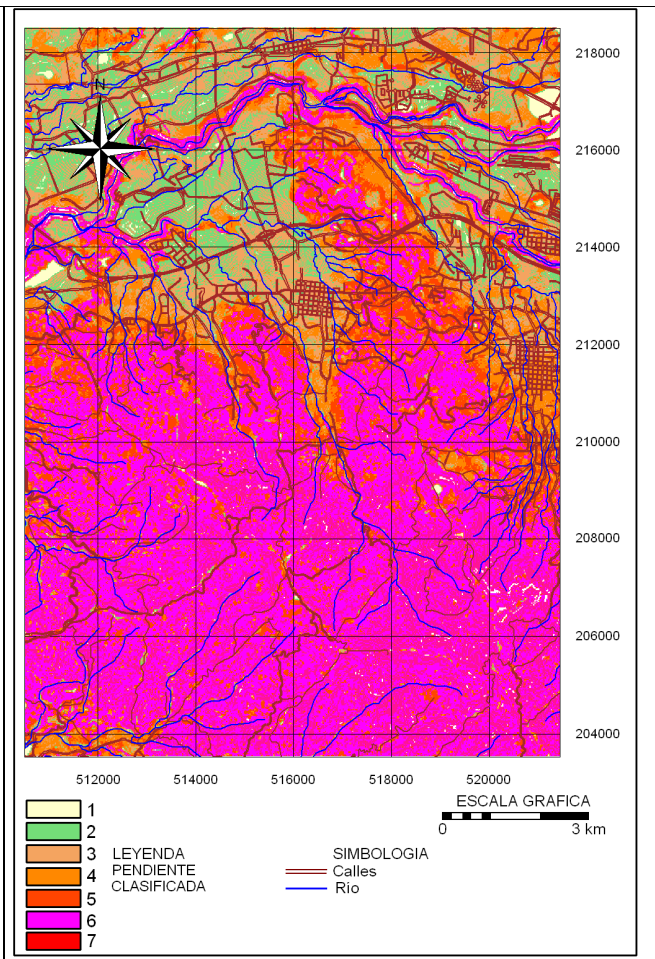 218000
N
216000
214000
212000
210000
208000
206000
204000
512000 514000 516000 518000 520000
1
2
3
4
5
6
7
LEYENDA
PENDIENTE
CLASIFICADA
SIMBOLOGIA
Calles
Rio
ESCALA GRAFICA
0 3 km